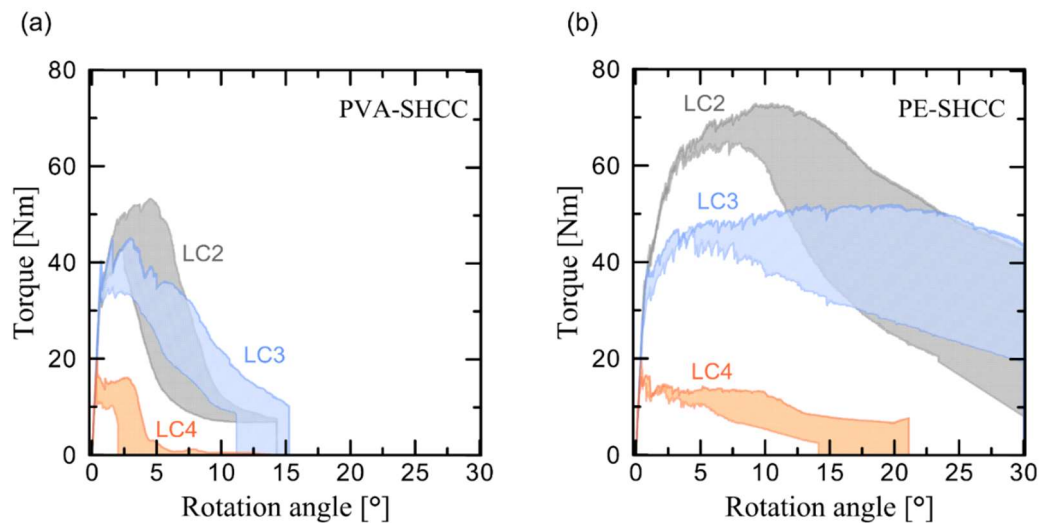 (a)
80
60
40
20
0
Torque [Nm]
PVA-SHCC
LC2
LC3
LC4
0 5 10 15 20 25 30
Rotation angle [°]
(b)
80
60
40
20
0
Torque [Nm]
PE-SHCC
LC2
LC3
LC4
0 5 10 15 20 25 30
Rotation angle [°]